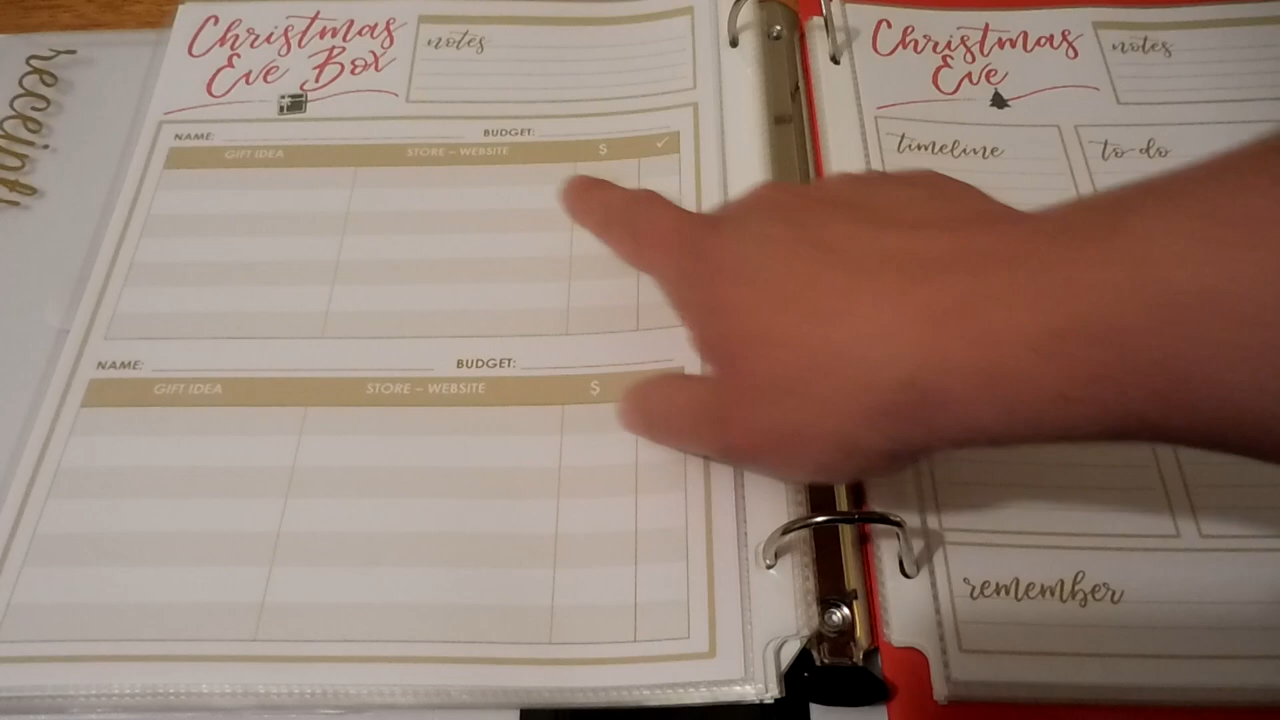 receipts
Christmas
Eve Box
notes
NAME: BUDGET:
GIFT IDEA STORE – WEBSITE $ ✓
NAME: BUDGET:
GIFT IDEA STORE – WEBSITE $
Christmas
Eve
notes
timeline
to-do
remember